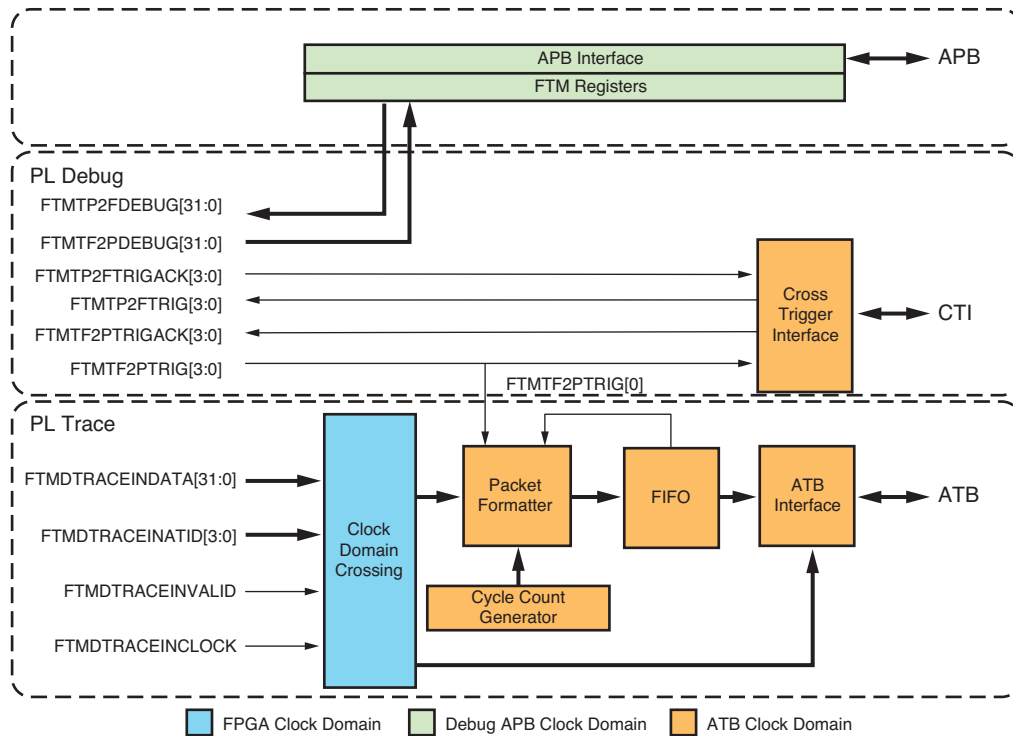 APB Interface
APB
FTM Registers
PL Debug
FTMTP2FDEBUG[31:0]
FTMTF2PDEBUG[31:0]
FTMTP2FTRIGACK[3:0]
FTMTP2FTRIG[3:0]
FTMTF2PTRIGACK[3:0]
FTMTF2PTRIG[3:0]
Cross
Trigger
Interface
CTI
FTMTF2PTRIG[0]
PL Trace
FTMDTRACEINDATA[31:0]
FTMDTRACEINATID[3:0]
FTMDTRACEINVALID
FTMDTRACEINCLOCK
Clock
Domain
Crossing
Packet
Formatter
FIFO
ATB
Interface
ATB
Cycle Count
Generator
FPGA Clock Domain
Debug APB Clock Domain
ATB Clock Domain